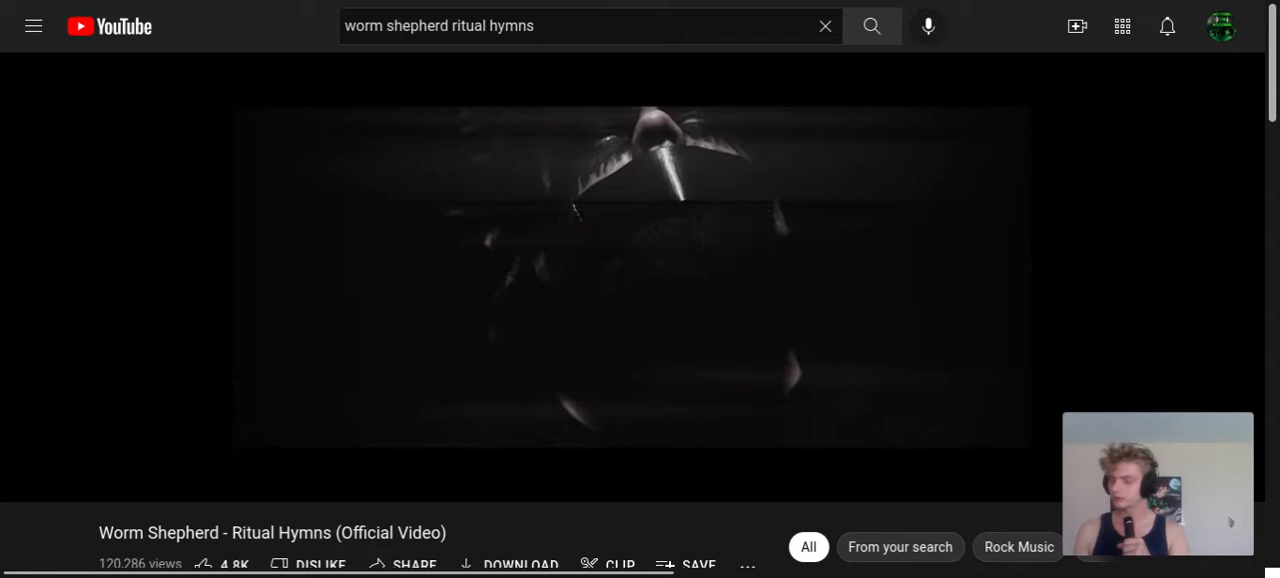 YouTube
worm shepherd ritual hymns
Worm Shepherd - Ritual Hymns (Official Video)
120,286 views 4.8K DISLIKE SHARE DOWNLOAD CLIP SAVE ...
All From your search Rock Music